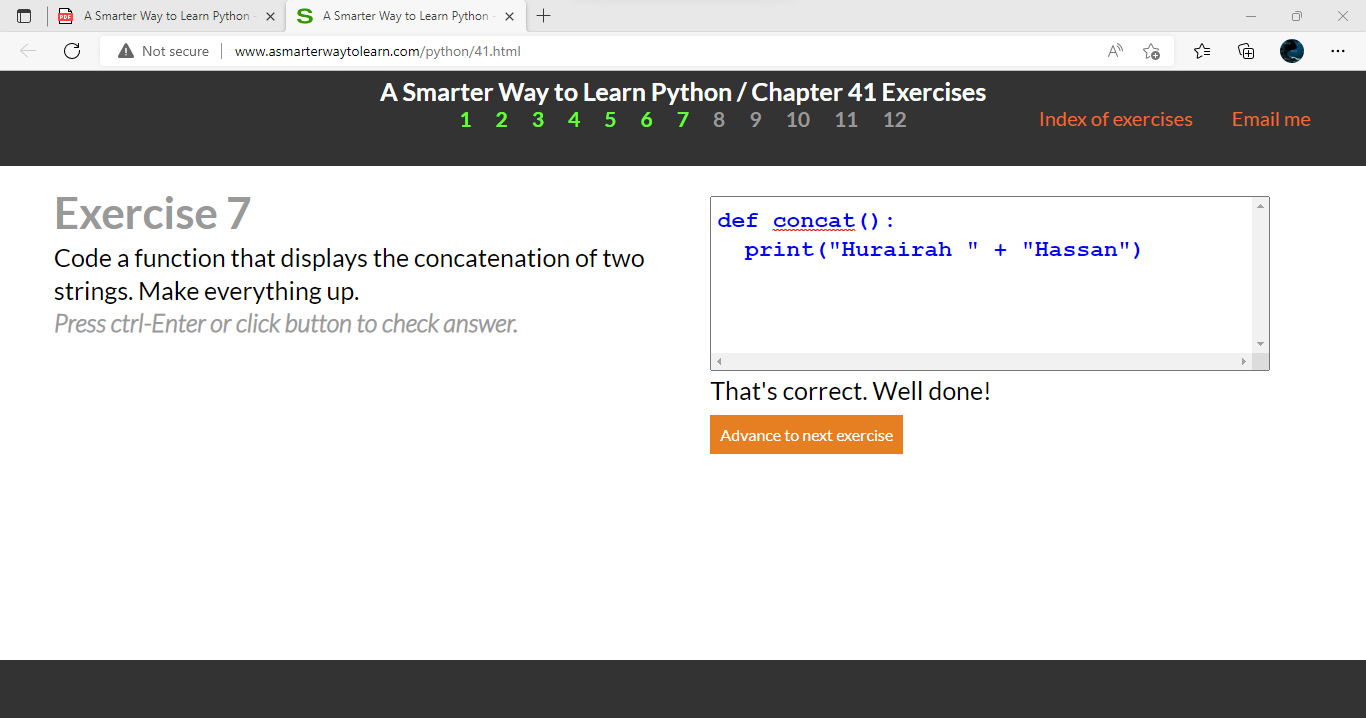 A Smarter Way to Learn Python -
A Smarter Way to Learn Python -
Not secure
www.asmarterwaytolearn.com/python/41.html
A Smarter Way to Learn Python / Chapter 41 Exercises
1 2 3 4 5 6 7 8 9 10 11 12
Index of exercises
Email me
Exercise 7
Code a function that displays the concatenation of two
strings. Make everything up.
Press ctrl-Enter or click button to check answer.
def concat():
  print("Hurairah " + "Hassan")
That's correct. Well done!
Advance to next exercise